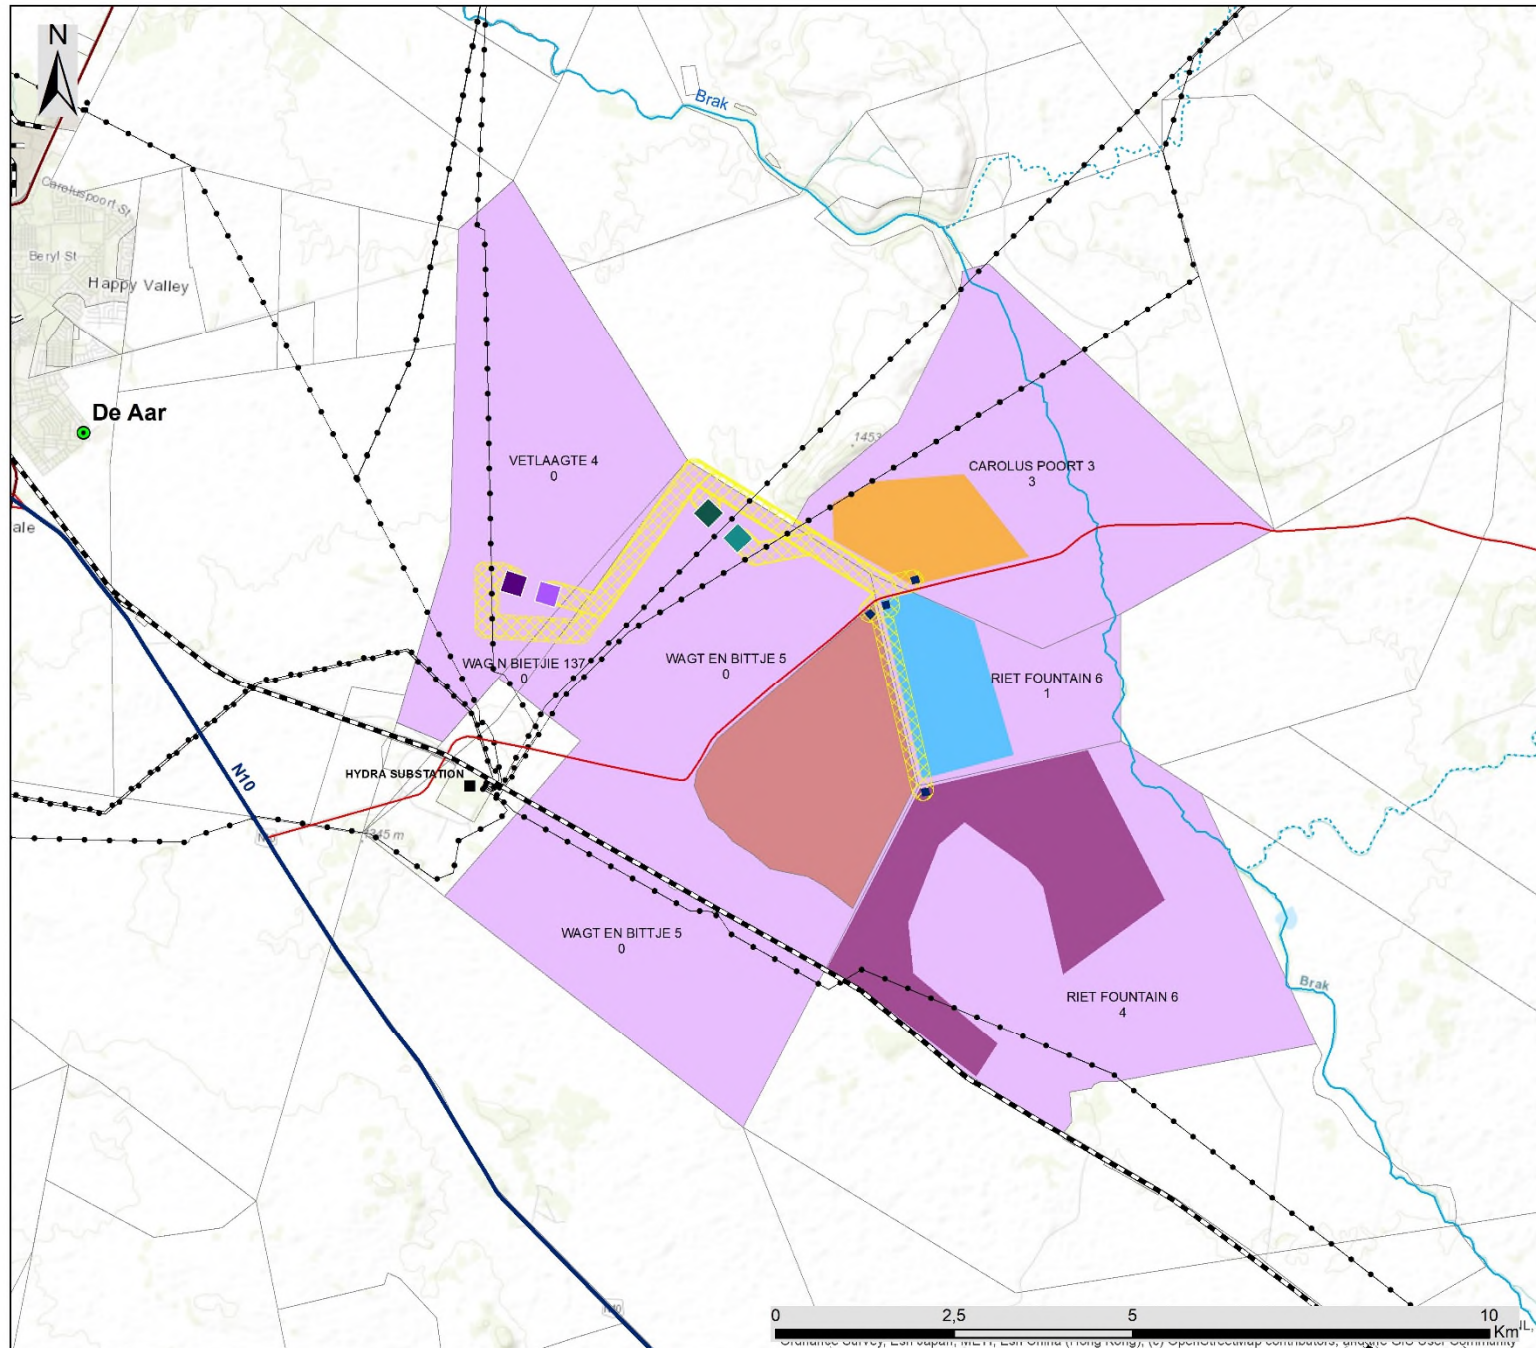 N
Brak
Caroluspoort St
Beryl St
Happy Valley
De Aar
1453
VETLAAGTE 4
0
CAROLUS POORT 3
3
ale
WAG N BIETJIE 137
0
WAGT EN BITTJE 5
0
RIET FOUNTAIN 6
1
N10
HYDRA SUBSTATION
1345 m
WAGT EN BITTJE 5
0
Brak
RIET FOUNTAIN 6
4
N10
0
2,5
5
10
Km